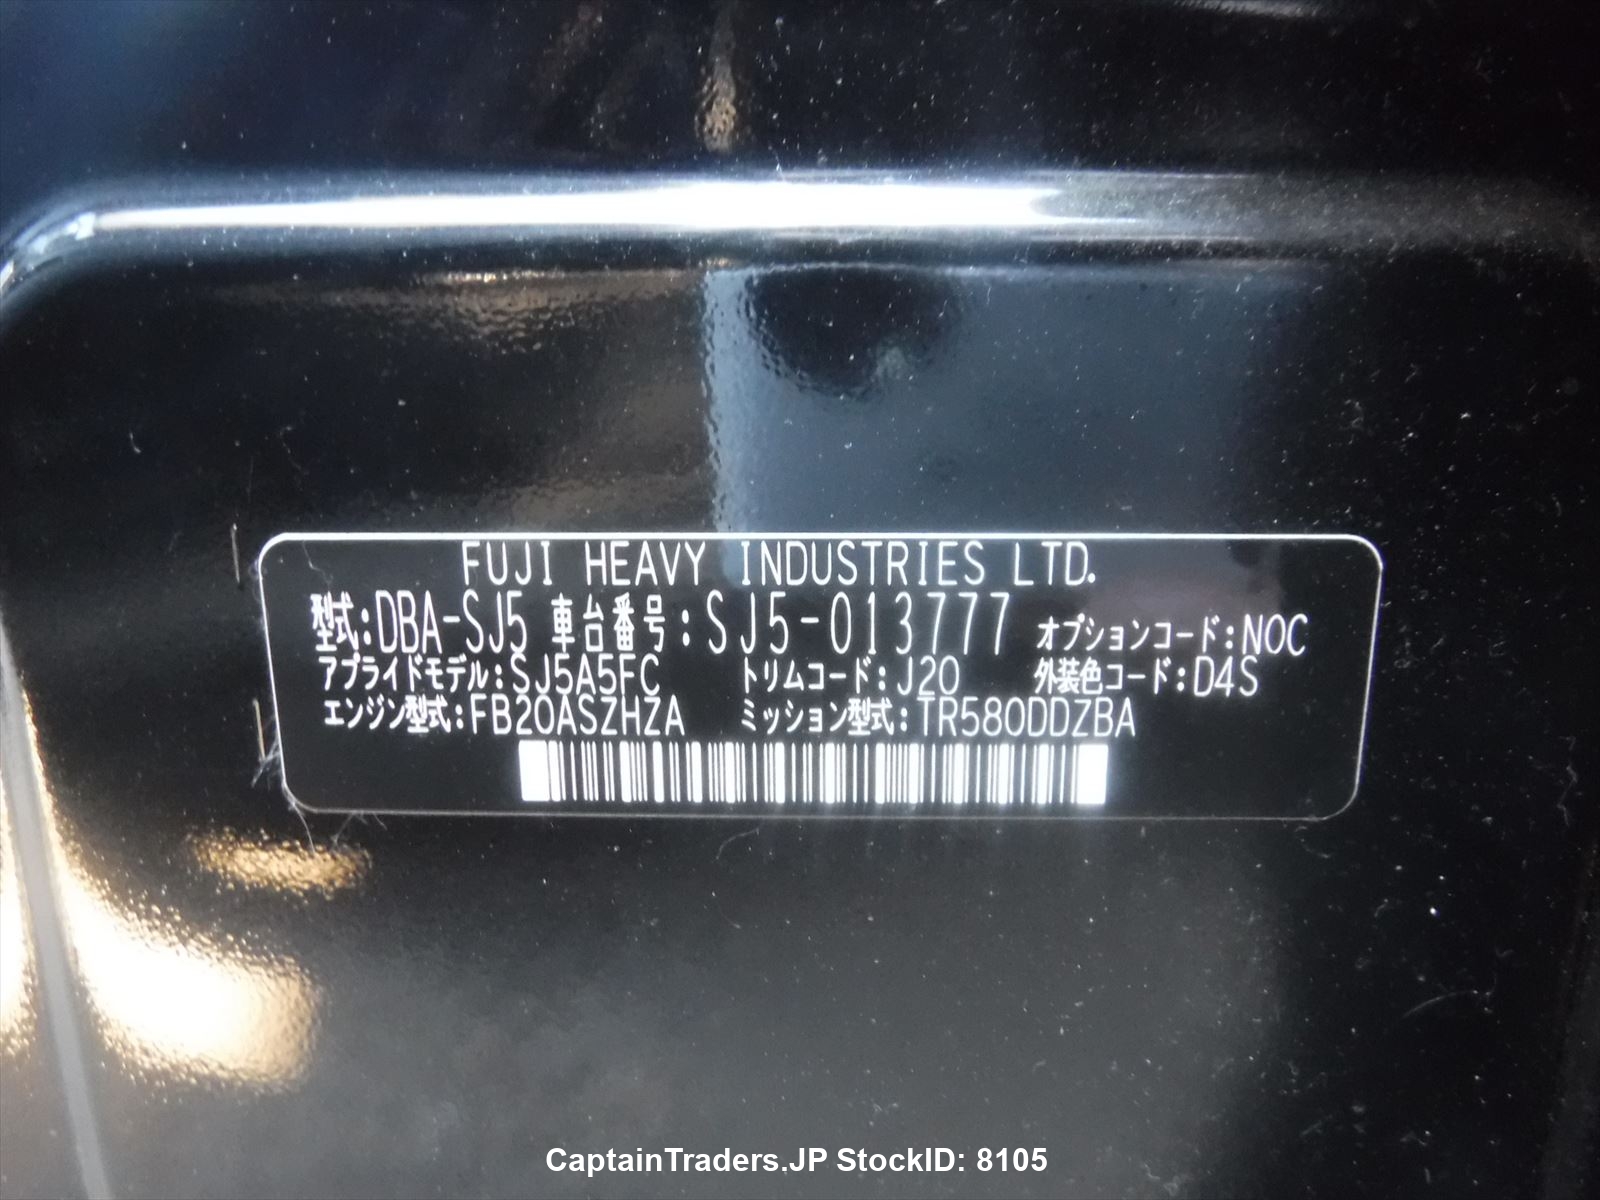 FUJI HEAVY INDUSTRIES LTD.
型式:DBA-SJ5 車台番号:SJ5-013777 オプションコード:NOC
アプライドモデル:SJ5A5FC トリムコード:J20 外装色コード:D4S
エンジン型式:FB20ASZHZA ミッション型式:TR580DDZBA
CaptainTraders.JP StockID: 8105